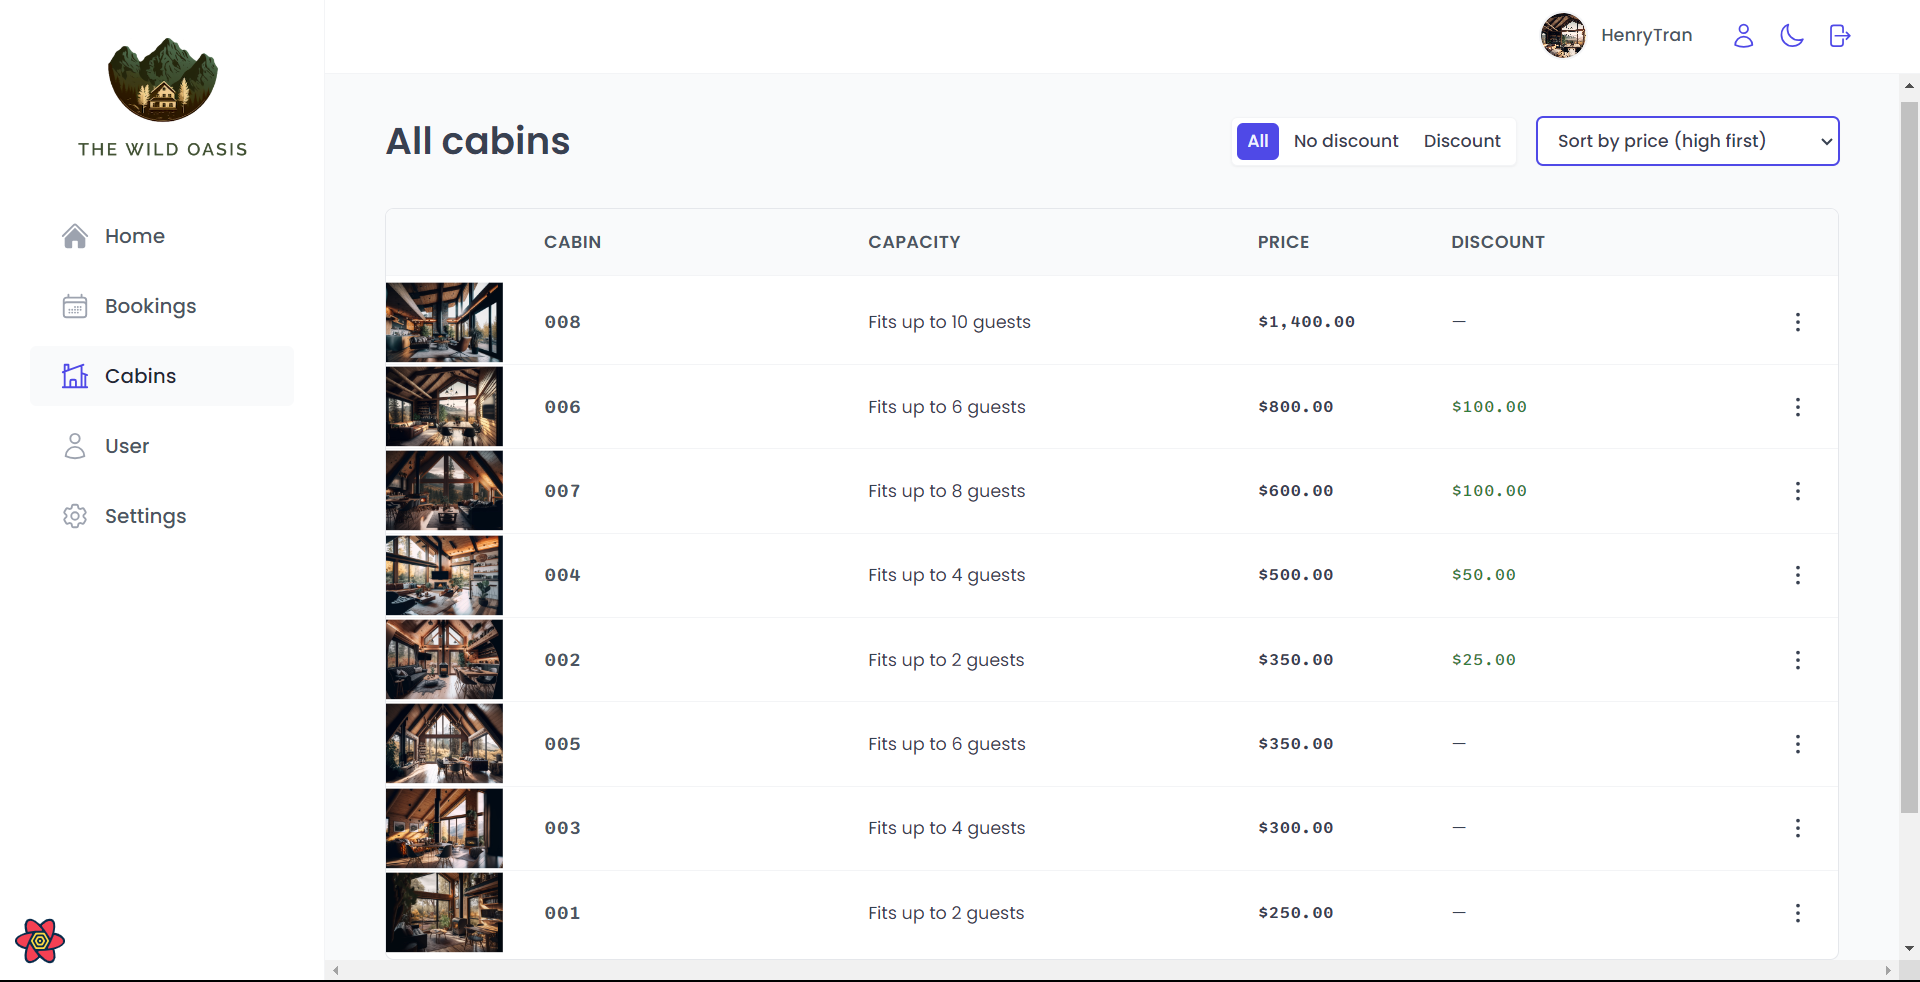 THE WILD OASIS
Home
Bookings
Cabins
User
Settings
HenryTran
All cabins
All No discount Discount Sort by price (high first)
CABIN CAPACITY PRICE DISCOUNT
008 Fits up to 10 guests $1,400.00 —
006 Fits up to 6 guests $800.00 $100.00
007 Fits up to 8 guests $600.00 $100.00
004 Fits up to 4 guests $500.00 $50.00
002 Fits up to 2 guests $350.00 $25.00
005 Fits up to 6 guests $350.00 —
003 Fits up to 4 guests $300.00 —
001 Fits up to 2 guests $250.00 —